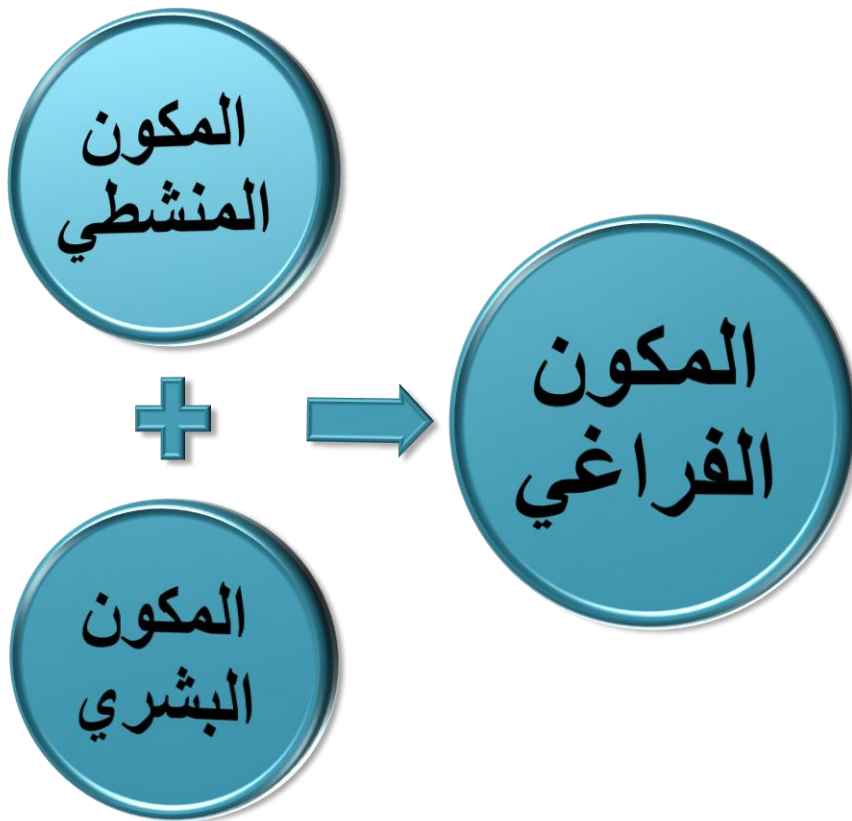 المكون
المنشطي
المكون
البشري
المكون
الفراغي